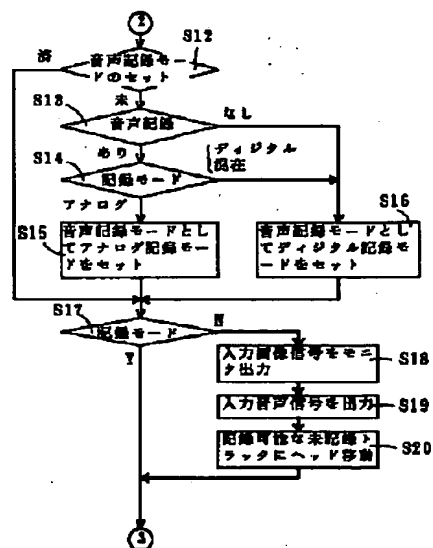 2
音声記録モー
ドのセット
S12
済
未
S13
音声記録
なし
あり
S14
記録モード
ディジタル
混在
アナログ
S15
音声記録モードとし
てアナログ記録モー
ドをセット
S16
音声記録モードとし
てディジタル記録モ
ードをセット
S17
記録モード
N
Y
入力画像信号をモニ
タ出力
S18
入力音声信号を出力
S19
記録可能な未記録ト
ラックにヘッド移動
S20
3